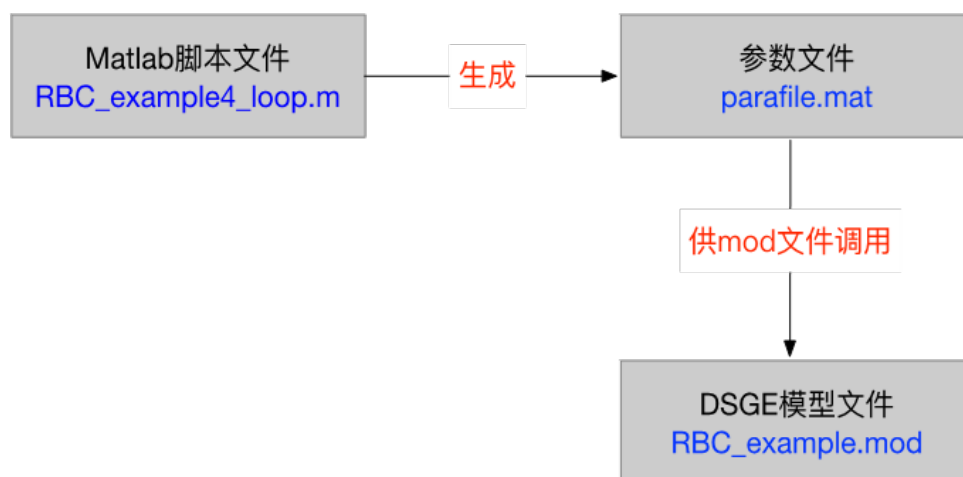 Matlab脚本文件
RBC_example4_loop.m
生成
参数文件
parafile.mat
供mod文件调用
DSGE模型文件
RBC_example.mod